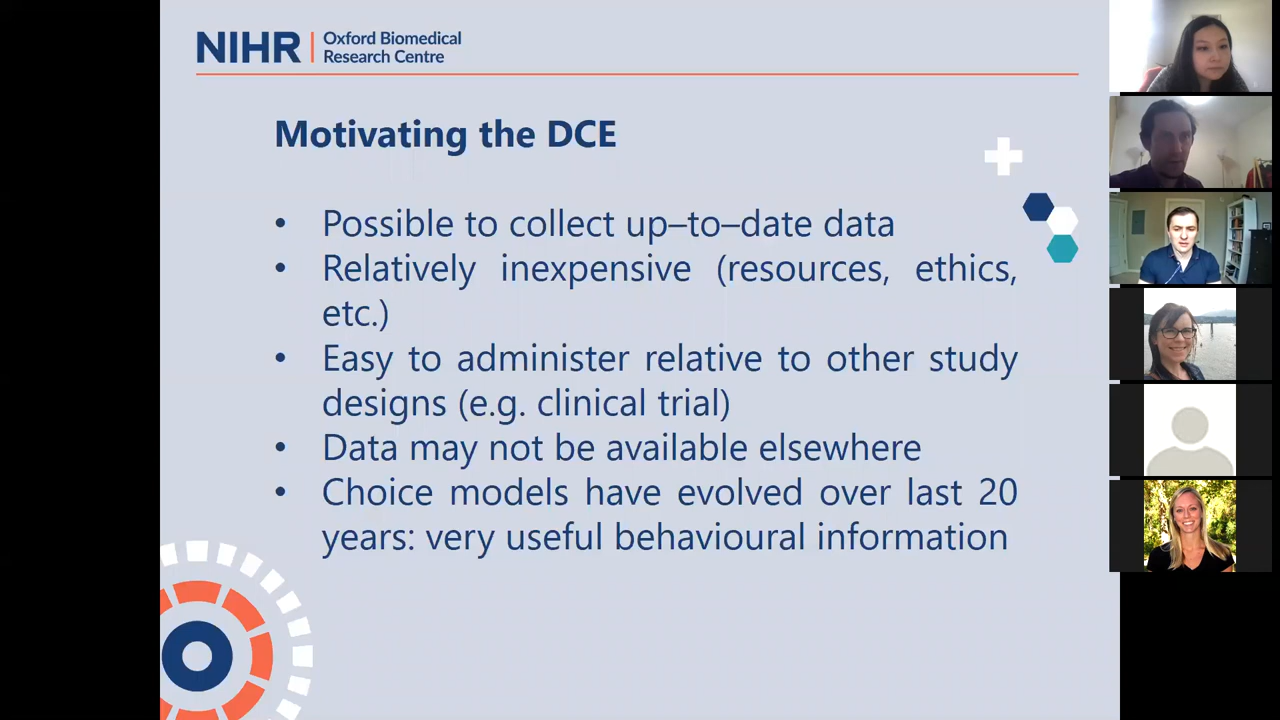 NIHR | Oxford Biomedical
Research Centre
Motivating the DCE
• Possible to collect up–to–date data
• Relatively inexpensive (resources, ethics,
etc.)
• Easy to administer relative to other study
designs (e.g. clinical trial)
• Data may not be available elsewhere
• Choice models have evolved over last 20
years: very useful behavioural information